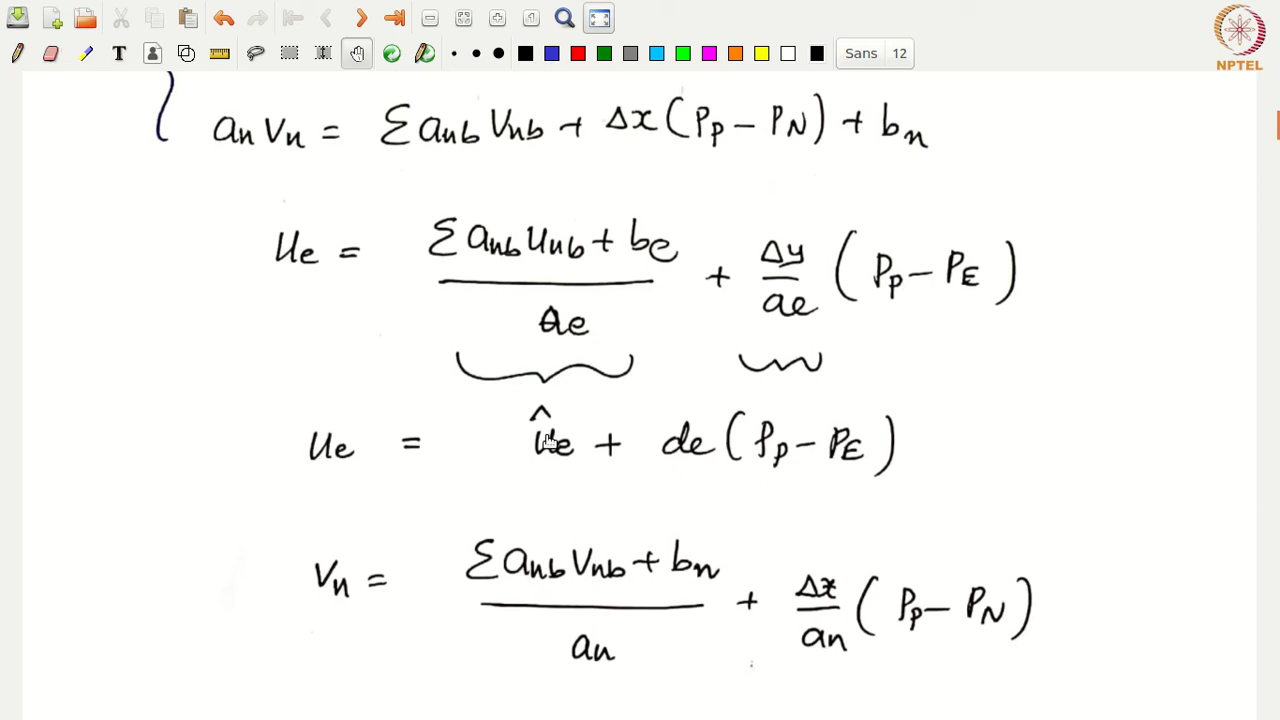 Sans 12
NPTEL
an Vn = Σ anb Vnb + Δx (PP − PN) + bn
ue = Σ anb unb + be / ae + Δy / ae (PP − PE)
ue = ûe + de (PP − PE)
Vn = Σ anb Vnb + bn / an + Δx / an (PP − PN)